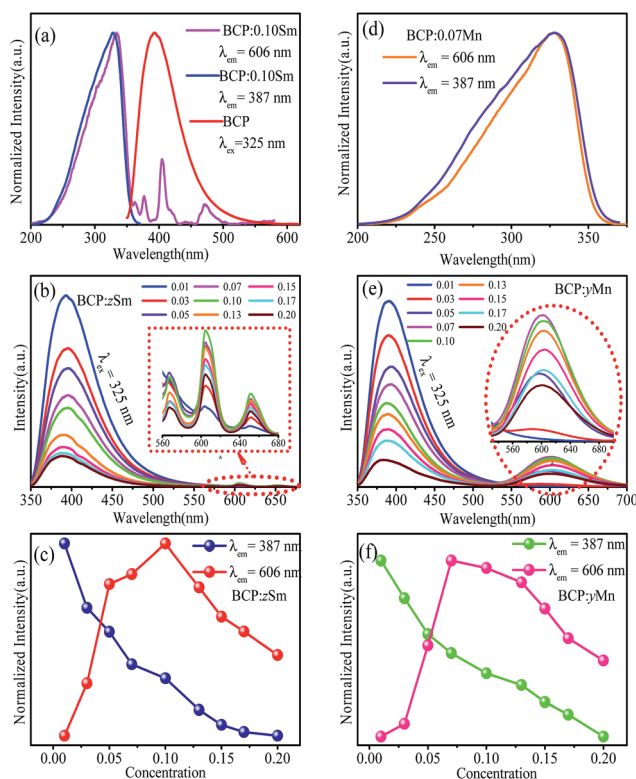 (a)
BCP:0.10Sm
λem= 606 nm
BCP:0.10Sm
λem= 387 nm
BCP
λex=325 nm
Normalized Intensity(a.u.)
200 300 400 500 600
Wavelength(nm)
(d)
BCP:0.07Mn
λem = 606 nm
λem = 387 nm
Normalized Intensity(a.u.)
200 250 300 350
Wavelength(nm)
(b)
BCP:zSm
0.01 0.07 0.15
0.03 0.10 0.17
0.05 0.13 0.20
λex = 325 nm
560 600 640 680
Intensity(a.u.)
350 400 450 500 550 600 650
Wavelength(nm)
(e)
BCP:yMn
0.01 0.13
0.03 0.15
0.05 0.17
0.07 0.20
0.10
λex = 325 nm
560 600 640 680
Intensity(a.u.)
350 400 450 500 550 600 650 700
Wavelength(nm)
(c)
λem = 387 nm
λem = 606 nm
BCP:zSm
Normalized Intensity(a.u.)
0.00 0.05 0.10 0.15 0.20
Concentration
(f)
λem = 387 nm
λem = 606 nm
BCP:yMn
Normalized Intensity(a.u.)
0.00 0.05 0.10 0.15 0.20
Concentration